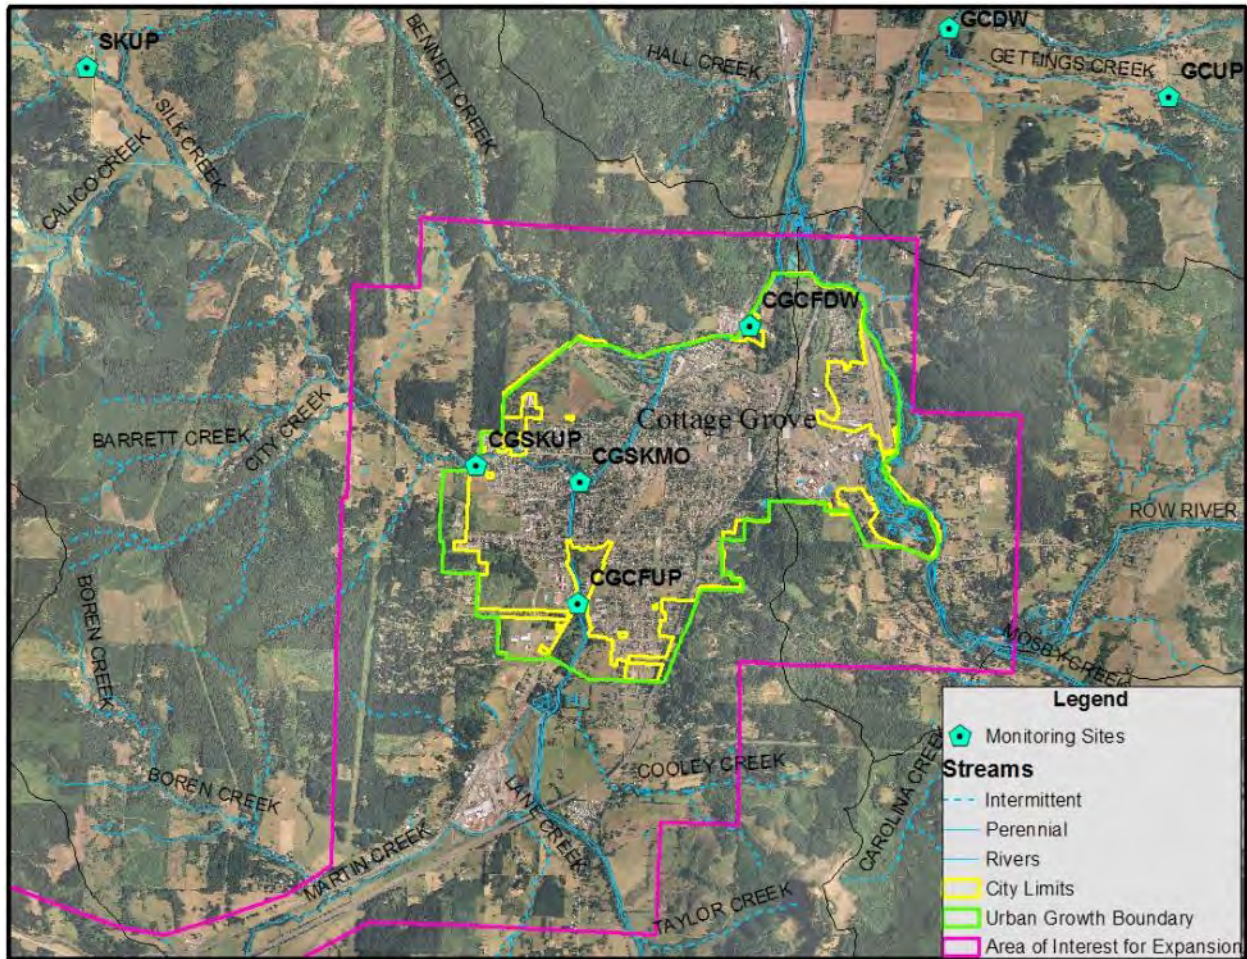 GCDW
SKUP
BENNETT CREEK
HALL CREEK
GETTINGS CREEK
GCUP
SILK CREEK
CALICO CREEK
CGCFDW
Cottage Grove
BARRETT CREEK
CITY CREEK
CGSKUP
CGSKMO
ROW RIVER
BOREN CREEK
CGCFUP
MOSBY CREEK
BOREN CREEK
COOLEY CREEK
LANE CREEK
CAROLINA CREEK
MARTIN CREEK
TAYLOR CREEK
Legend
Monitoring Sites
Streams
Intermittent
Perennial
Rivers
City Limits
Urban Growth Boundary
Area of Interest for Expansion